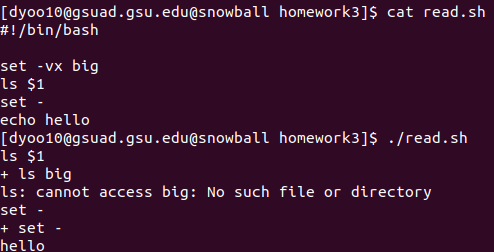 [dyoo10@gsuad.gsu.edu@snowball homework3]$ cat read.sh
#!/bin/bash

set -vx big
ls $1
set -
echo hello
[dyoo10@gsuad.gsu.edu@snowball homework3]$ ./read.sh
ls $1
+ ls big
ls: cannot access big: No such file or directory
set -
+ set -
hello